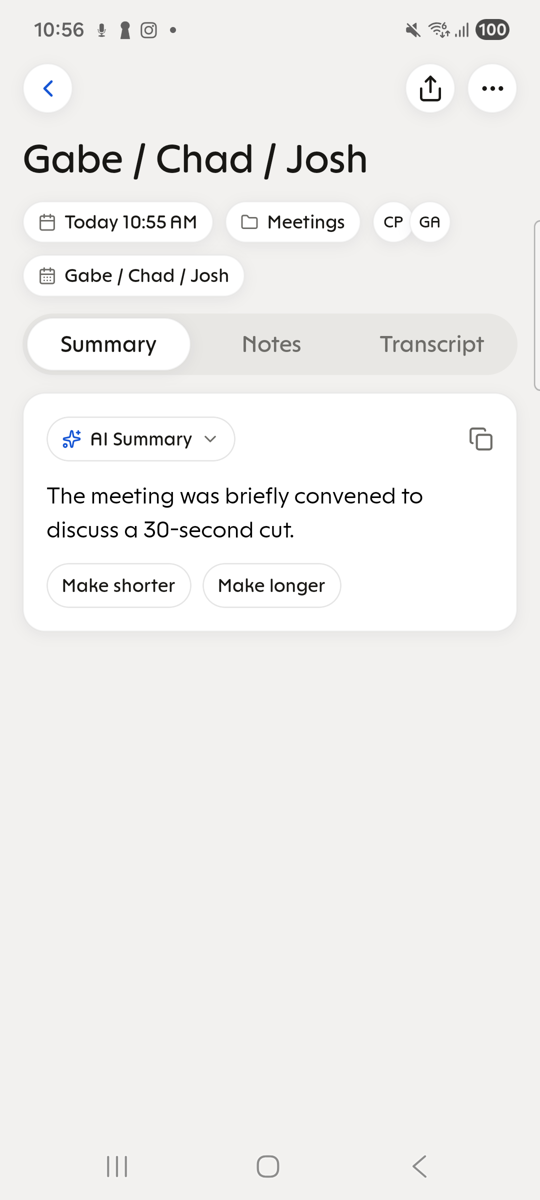 10:56 100
Gabe / Chad / Josh
Today 10:55 AM Meetings CP GA
Gabe / Chad / Josh
Summary Notes Transcript
AI Summary
The meeting was briefly convened to
discuss a 30-second cut.
Make shorter Make longer